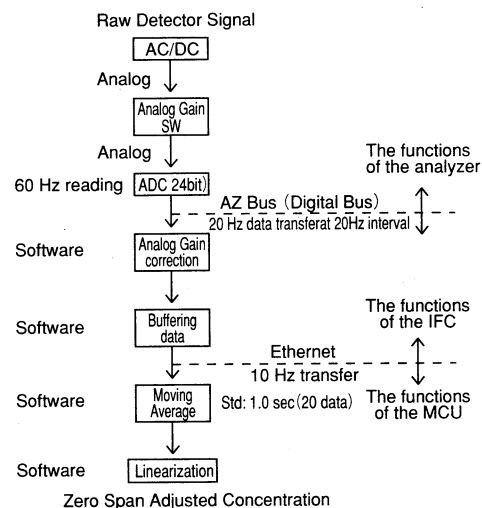 Raw Detector Signal
AC/DC
Analog
Analog Gain
SW
Analog
The functions
of the analyzer
60 Hz reading
ADC 24bit)
AZ Bus (Digital Bus)
20 Hz data transferat 20Hz interval
Software
Analog Gain
correction
The functions
of the IFC
Software
Buffering
data
Ethernet
10 Hz transfer
Software
Moving
Average
Std: 1.0 sec(20 data)
The functions
of the MCU
Software
Linearization
Zero Span Adjusted Concentration